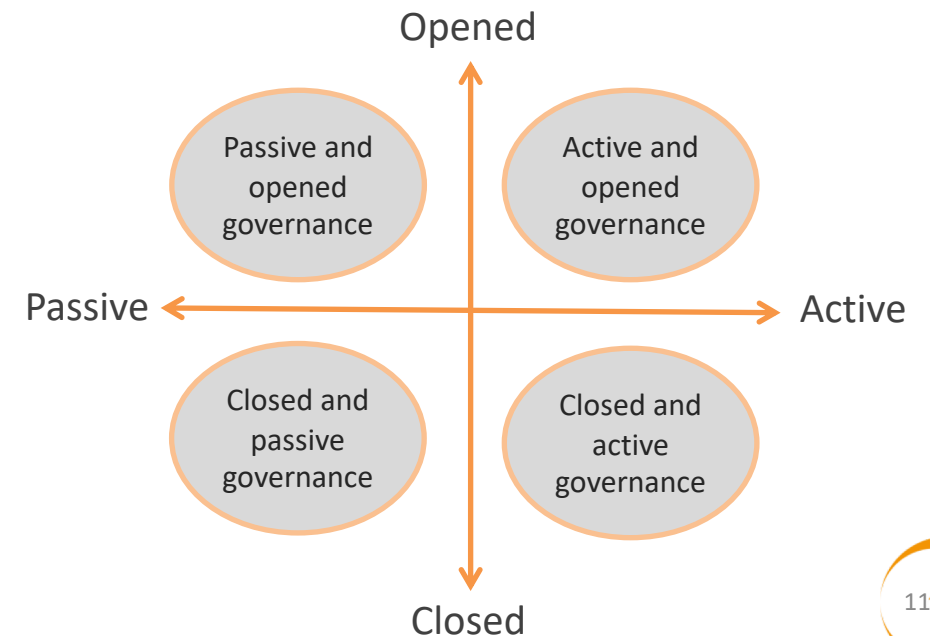 Opened
Passive and
opened
governance
Active and
opened
governance
Passive
Active
Closed and
passive
governance
Closed and
active
governance
Closed